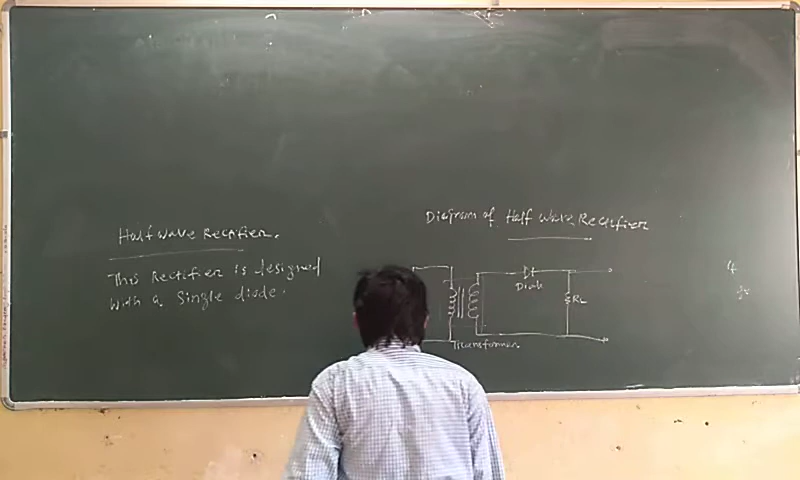 Half wave Rectifier.
This Rectifier is designed
with a single diode.
Diagram of Half wave Rectifier
Diode
RL
Transformer